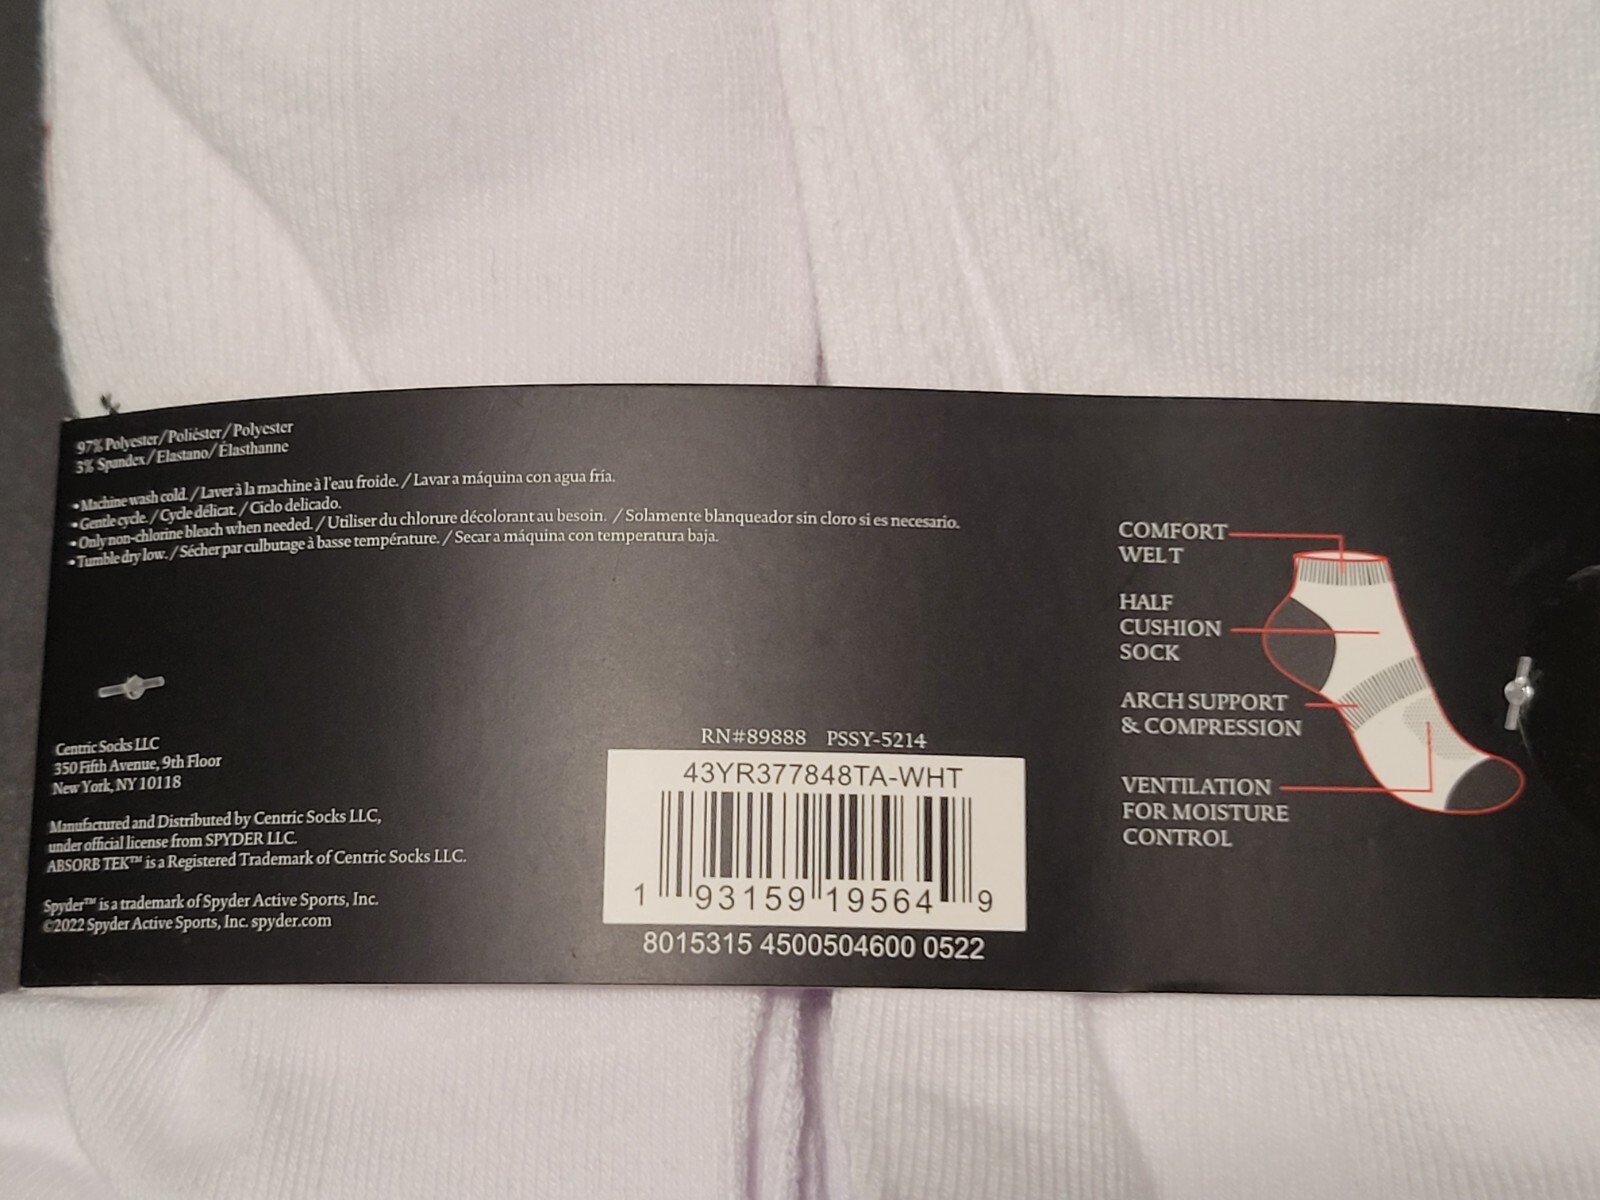 97% Polyester/Poliéster/Polyester
3% Spandex/Elastano/Élasthanne
• Machine wash cold. / Laver à la machine à l'eau froide. / Lavar a máquina con agua fría.
• Gentle cycle. / Cycle délicat. / Ciclo delicado.
• Only non-chlorine bleach when needed. / Utiliser du chlorure décolorant au besoin. / Solamente blanqueador sin cloro si es necesario.
• Tumble dry low. / Sécher par culbutage à basse température. / Secar a máquina con temperatura baja.
Centric Socks LLC
350 Fifth Avenue, 9th Floor
New York, NY 10118
Manufactured and Distributed by Centric Socks LLC,
under official license from SPYDER LLC.
ABSORB TEK™ is a Registered Trademark of Centric Socks LLC.
Spyder™ is a trademark of Spyder Active Sports, Inc.
©2022 Spyder Active Sports, Inc. spyder.com
RN#89888 PSSY-5214
43YR377848TA-WHT
1 93159 19564 9
8015315 4500504600 0522
COMFORT
WELT
HALF
CUSHION
SOCK
ARCH SUPPORT
& COMPRESSION
VENTILATION
FOR MOISTURE
CONTROL